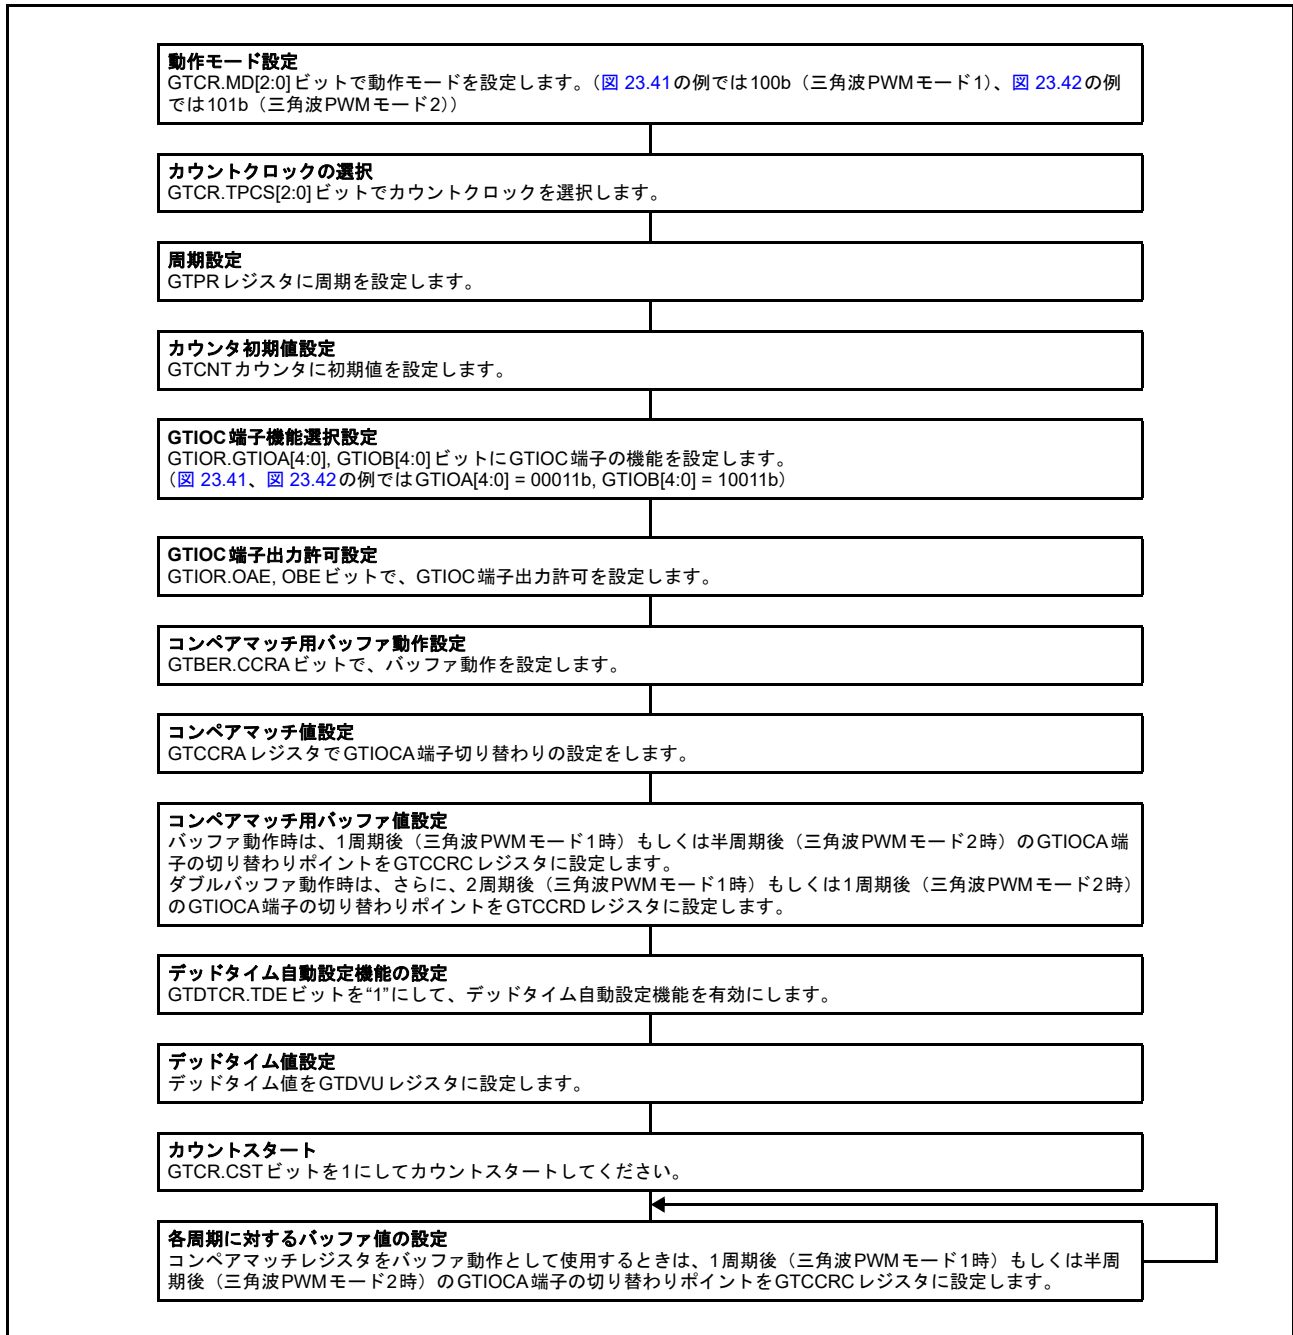 動作モード設定
GTCR.MD[2:0]ビットで動作モードを設定します。（図 23.41の例では100b（三角波PWMモード1）、図 23.42の例
では101b（三角波PWMモード2））
カウントクロックの選択
GTCR.TPCS[2:0]ビットでカウントクロックを選択します。
周期設定
GTPRレジスタに周期を設定します。
カウンタ初期値設定
GTCNTカウンタに初期値を設定します。
GTIOC端子機能選択設定
GTIOR.GTIOA[4:0], GTIOB[4:0]ビットにGTIOC端子の機能を設定します。
（図 23.41、図 23.42の例ではGTIOA[4:0] = 00011b, GTIOB[4:0] = 10011b）
GTIOC端子出力許可設定
GTIOR.OAE, OBEビットで、GTIOC端子出力許可を設定します。
コンペアマッチ用バッファ動作設定
GTBER.CCRAビットで、バッファ動作を設定します。
コンペアマッチ値設定
GTCCRAレジスタでGTIOCA端子切り替わりの設定をします。
コンペアマッチ用バッファ値設定
バッファ動作時は、1周期後（三角波PWMモード1時）もしくは半周期後（三角波PWMモード2時）のGTIOCA端
子の切り替わりポイントをGTCCRCレジスタに設定します。
ダブルバッファ動作時は、さらに、2周期後（三角波PWMモード1時）もしくは1周期後（三角波PWMモード2時）
のGTIOCA端子の切り替わりポイントをGTCCRDレジスタに設定します。
デッドタイム自動設定機能の設定
GTDTCR.TDEビットを“1”にして、デッドタイム自動設定機能を有効にします。
デッドタイム値設定
デッドタイム値をGTDVUレジスタに設定します。
カウントスタート
GTCR.CSTビットを1にしてカウントスタートしてください。
各周期に対するバッファ値の設定
コンペアマッチレジスタをバッファ動作として使用するときは、1周期後（三角波PWMモード1時）もしくは半周
期後（三角波PWMモード2時）のGTIOCA端子の切り替わりポイントをGTCCRCレジスタに設定します。